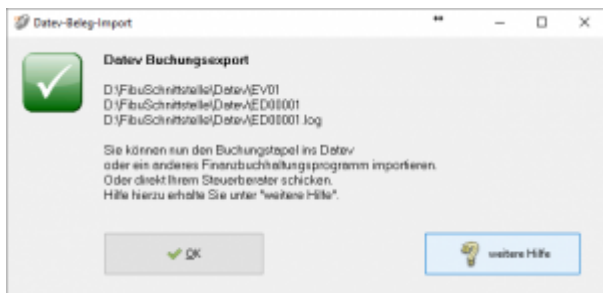 Datev-Beleg-Import
Datev Buchungsexport
D:\FibuSchnittstelle\Datev\EV01
D:\FibuSchnittstelle\Datev\ED00001
D:\FibuSchnittstelle\Datev\ED00001.log
Sie können nun den Buchungstapel ins Datev
oder ein anderes Finanzbuchhaltungsprogramm importieren.
Oder direkt Ihrem Steuerberater schicken.
Hilfe hierzu erhalte Sie unter "weitere Hilfe".
OK
weitere Hilfe